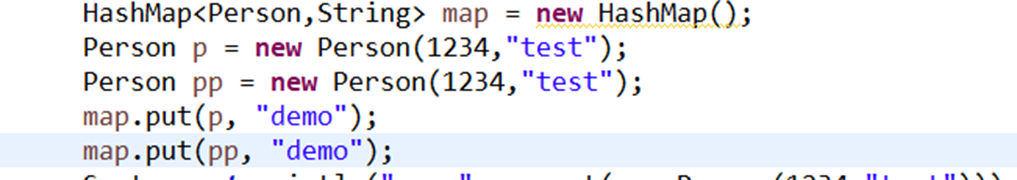 HashMap<Person,String> map = new HashMap();
Person p = new Person(1234,"test");
Person pp = new Person(1234,"test");
map.put(p, "demo");
map.put(pp, "demo");